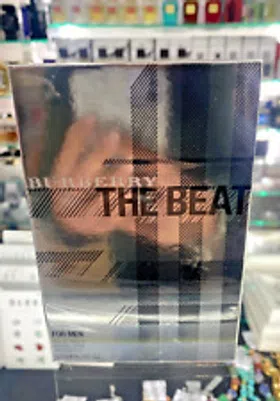 BURBERRY
THE BEAT
FOR MEN